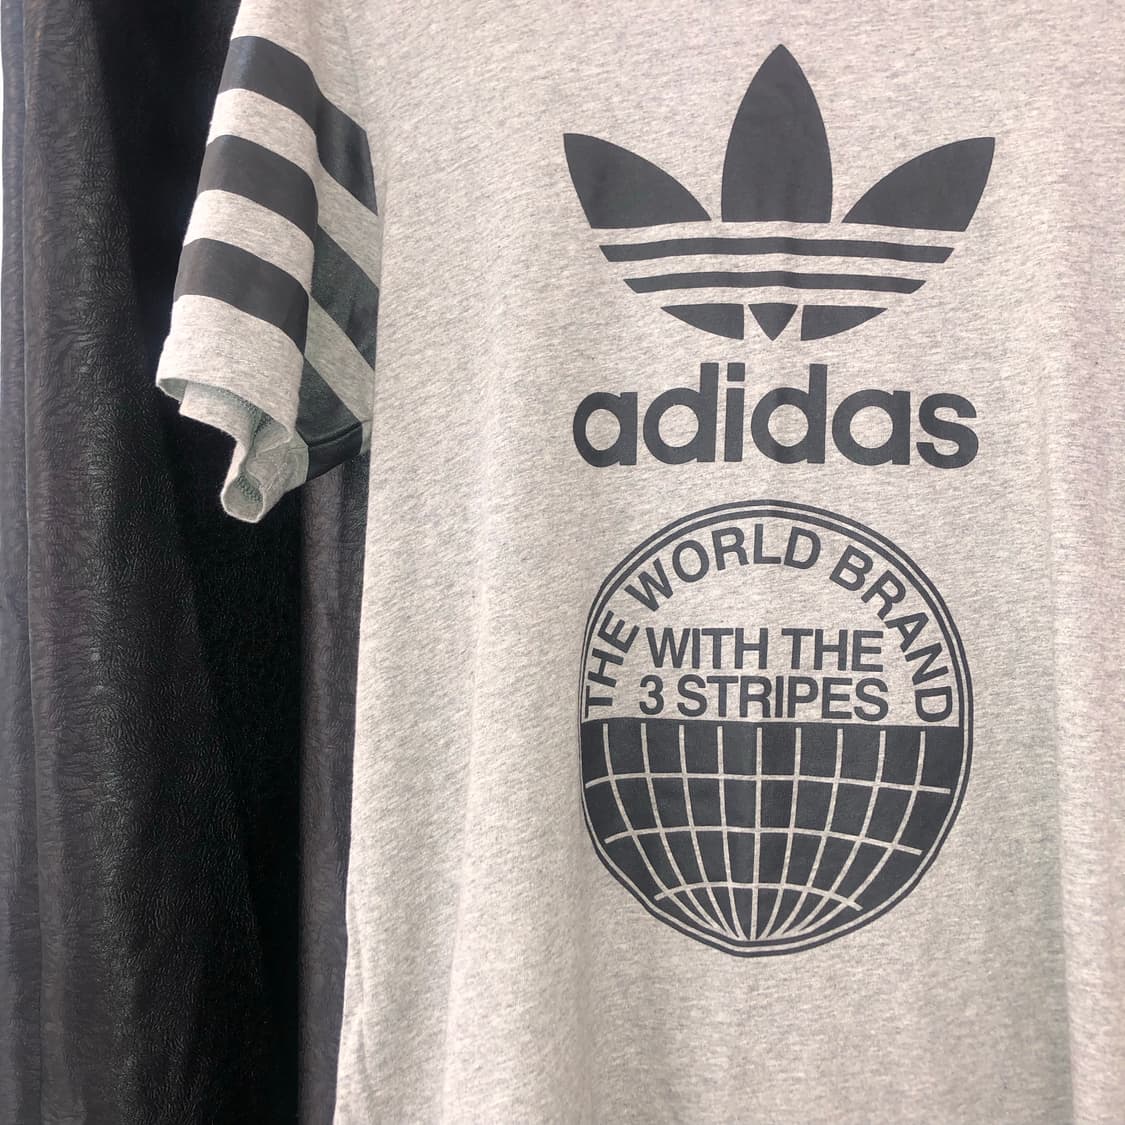 adidas
THE WORLD BRAND
WITH THE
3 STRIPES